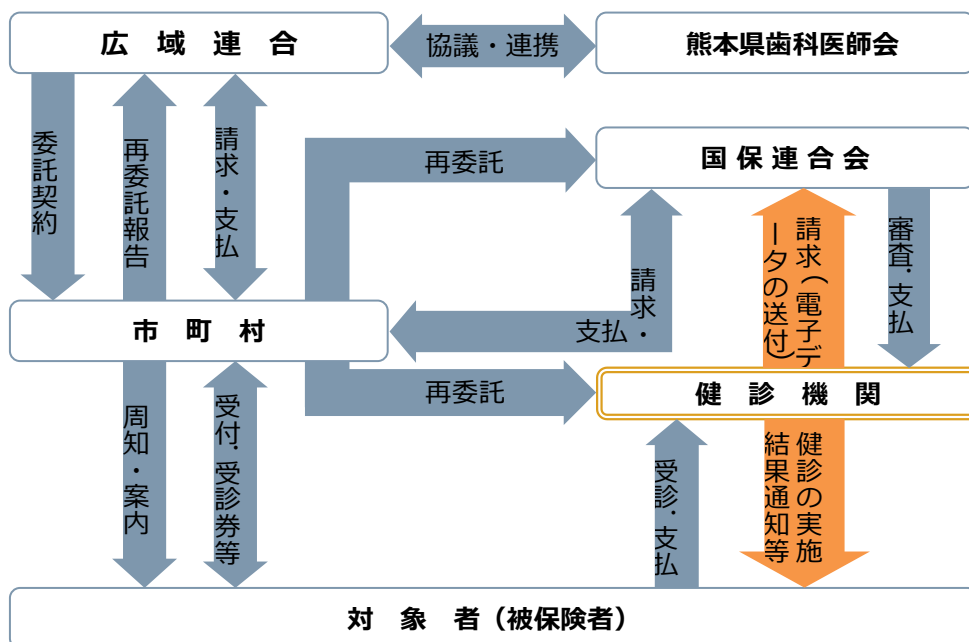 広　域　連　合
協議・連携
熊本県歯科医師会
委託契約
再委託報告
請求・支払
再委託
国 保 連 合 会
請求・
支払
請求（電子デ
ータの送付）
審査・支払
市　町　村
再委託
健　診　機　関
周知・案内
受付・受診券等
受診・支払
健診の実施
結果通知等
対　象　者（被保険者）